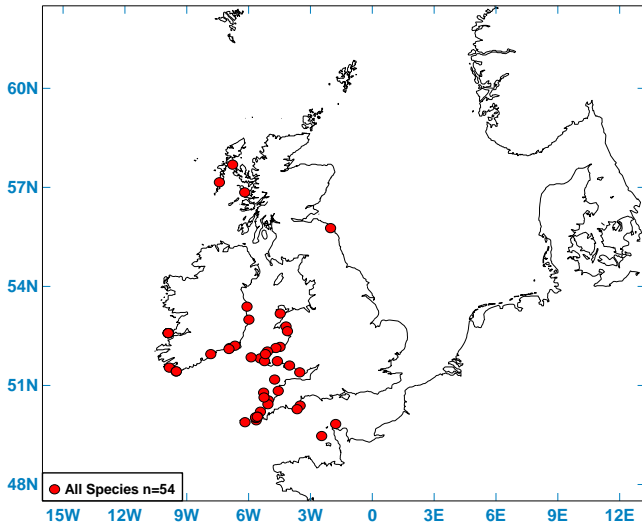 60N
57N
54N
51N
48N
All Species n=54
15W 12W 9W 6W 3W 0 3E 6E 9E 12E